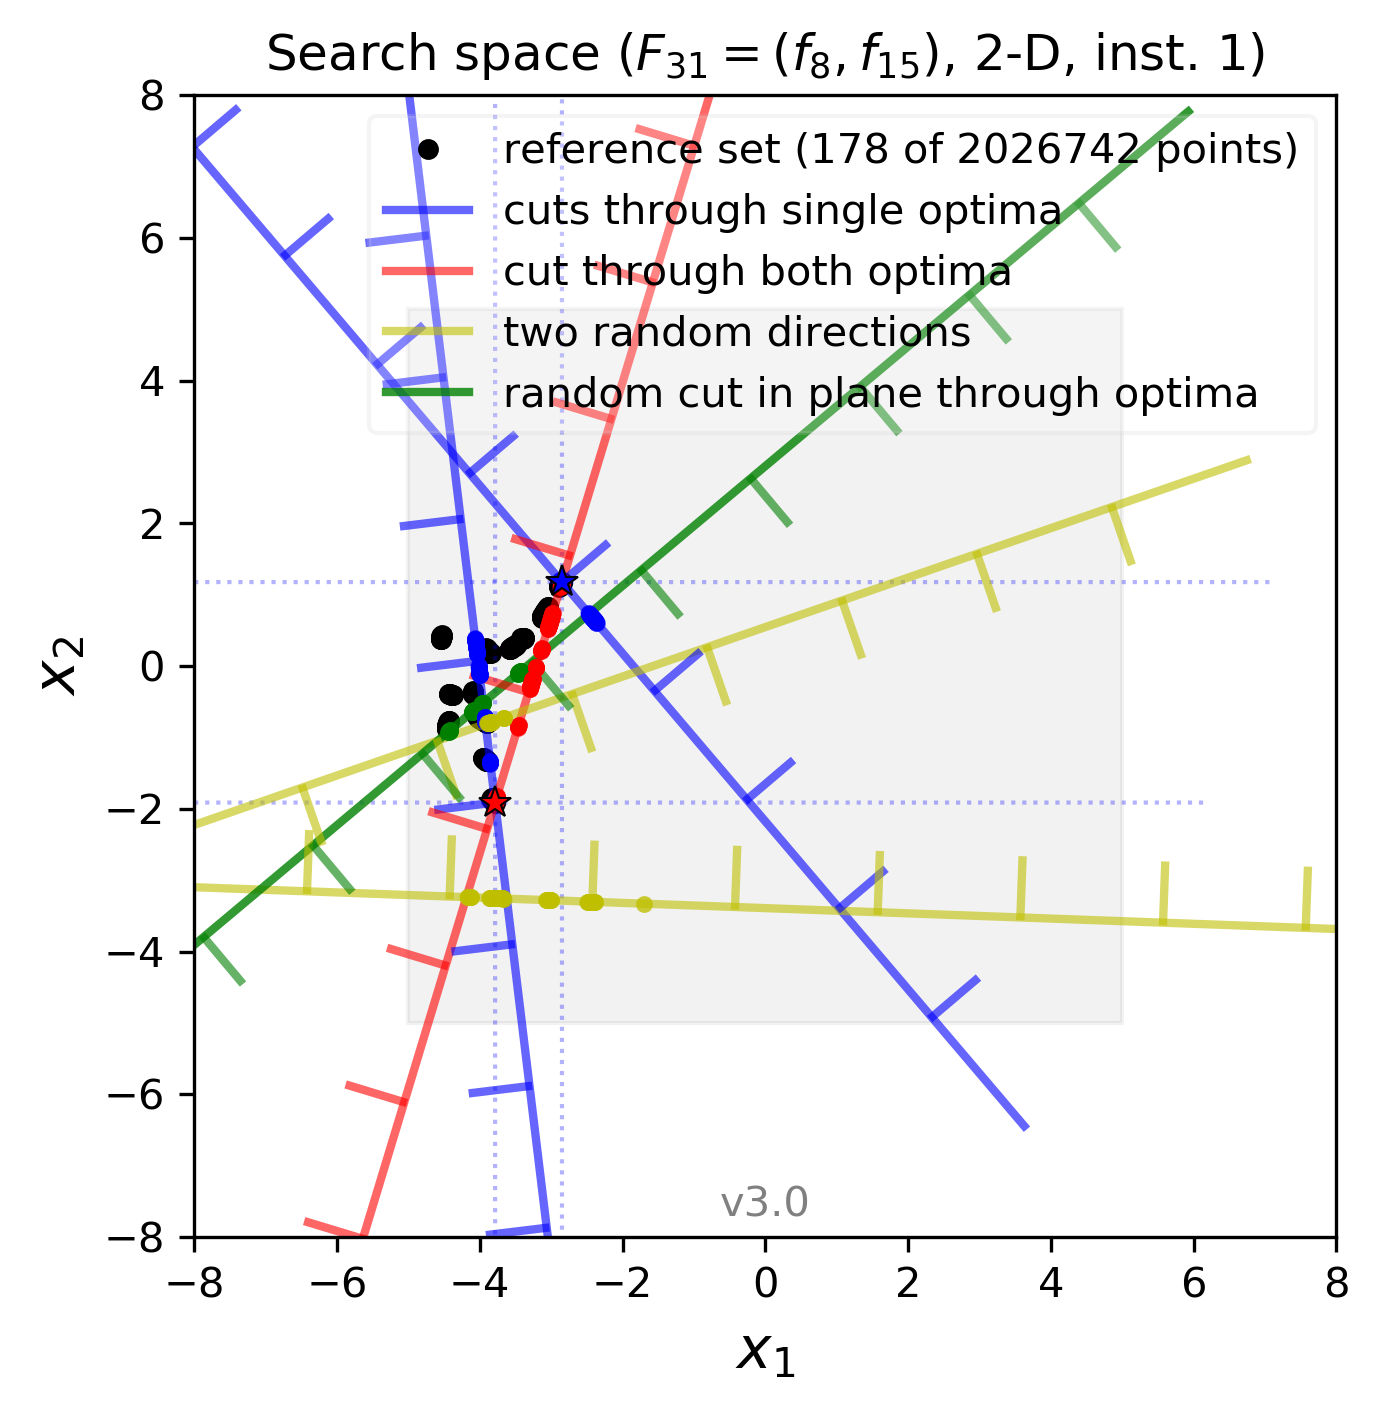 Search space (F₃₁ = (f₈, f₁₅), 2-D, inst. 1)
reference set (178 of 2026742 points)
cuts through single optima
cut through both optima
two random directions
random cut in plane through optima
8
6
4
2
0
−2
−4
−6
−8
x₂
v3.0
−8 −6 −4 −2 0 2 4 6 8
x₁